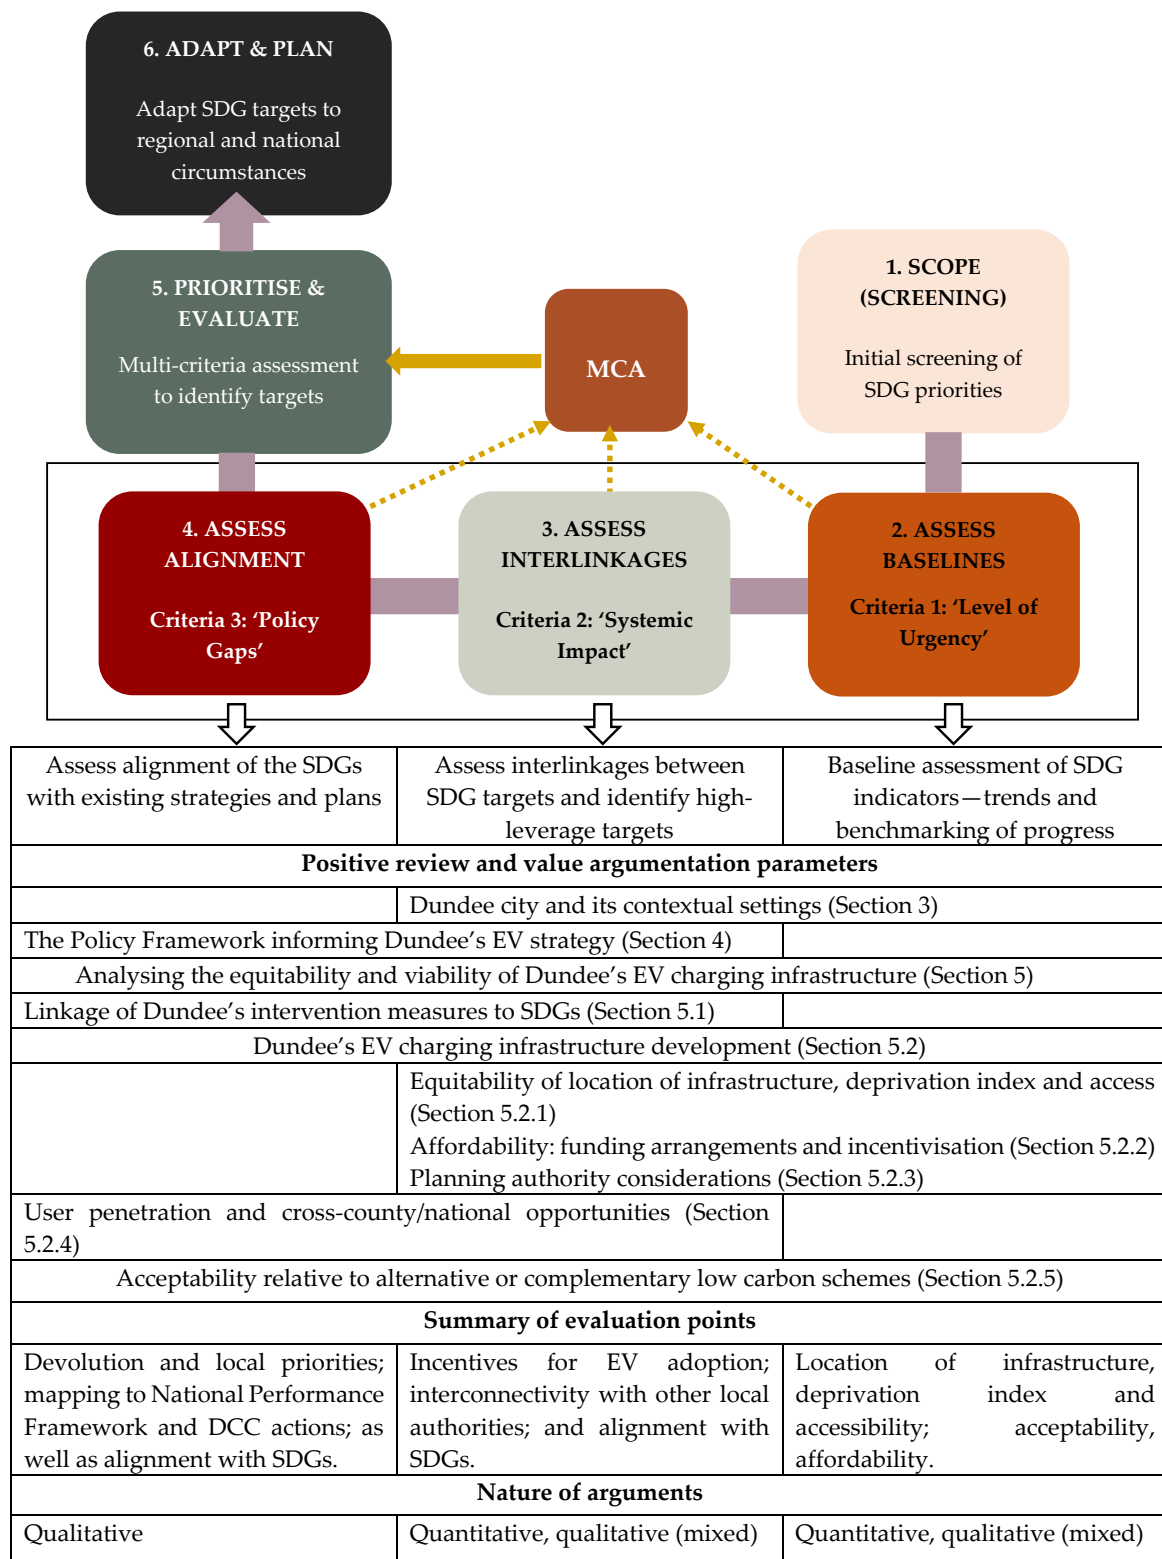 6. ADAPT & PLAN
Adapt SDG targets to
regional and national
circumstances
5. PRIORITISE &
EVALUATE
Multi-criteria assessment
to identify targets
MCA
1. SCOPE
(SCREENING)
Initial screening of
SDG priorities
4. ASSESS
ALIGNMENT
Criteria 3: ‘Policy
Gaps’
3. ASSESS
INTERLINKAGES
Criteria 2: ‘Systemic
Impact’
2. ASSESS
BASELINES
Criteria 1: ‘Level of
Urgency’
Assess alignment of the SDGs
with existing strategies and plans
Assess interlinkages between
SDG targets and identify high-
leverage targets
Baseline assessment of SDG
indicators—trends and
benchmarking of progress
Positive review and value argumentation parameters
Dundee city and its contextual settings (Section 3)
The Policy Framework informing Dundee’s EV strategy (Section 4)
Analysing the equitability and viability of Dundee’s EV charging infrastructure (Section 5)
Linkage of Dundee’s intervention measures to SDGs (Section 5.1)
Dundee’s EV charging infrastructure development (Section 5.2)
Equitability of location of infrastructure, deprivation index and access
(Section 5.2.1)
Affordability: funding arrangements and incentivisation (Section 5.2.2)
Planning authority considerations (Section 5.2.3)
User penetration and cross-county/national opportunities (Section
5.2.4)
Acceptability relative to alternative or complementary low carbon schemes (Section 5.2.5)
Summary of evaluation points
Devolution and local priorities;
mapping to National Performance
Framework and DCC actions; as
well as alignment with SDGs.
Incentives for EV adoption;
interconnectivity with other local
authorities; and alignment with
SDGs.
Location of infrastructure,
deprivation index and
accessibility; acceptability,
affordability.
Nature of arguments
Qualitative
Quantitative, qualitative (mixed)
Quantitative, qualitative (mixed)